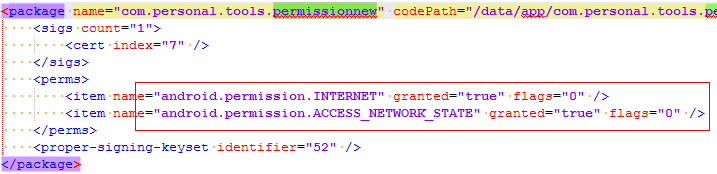 <package name="com.personal.tools.permissionnew" codePath="/data/app/com.personal.tools.pe
<sigs count="1">
<cert index="7" />
</sigs>
<perms>
<item name="android.permission.INTERNET" granted="true" flags="0" />
<item name="android.permission.ACCESS_NETWORK_STATE" granted="true" flags="0" />
</perms>
<proper-signing-keyset identifier="52" />
</package>